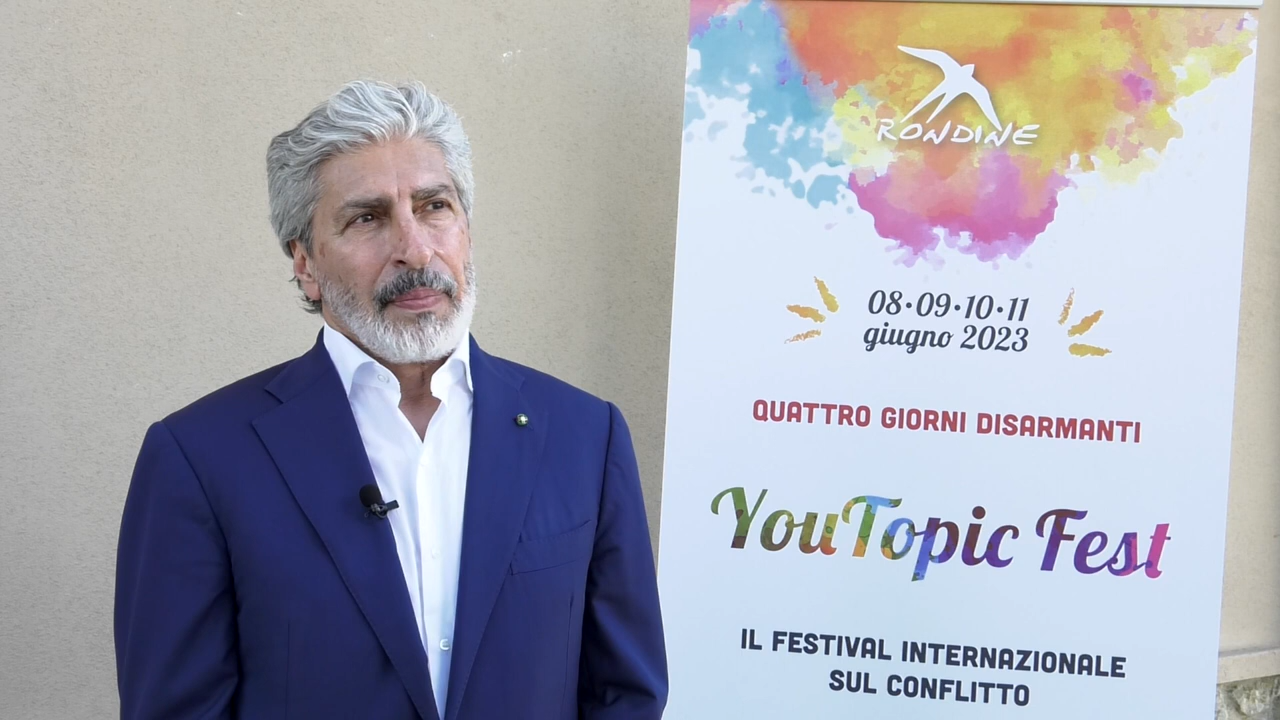 RONDINE
08•09•10•11
giugno 2023
QUATTRO GIORNI DISARMANTI
YouTopic Fest
IL FESTIVAL INTERNAZIONALE
SUL CONFLITTO